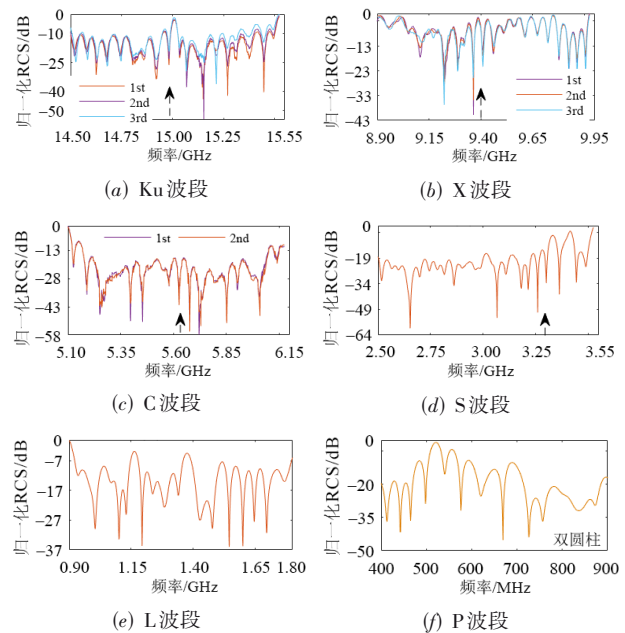 归一化RCS/dB
0
-10
-25
-35
-50
1st
2nd
3rd
14.50 14.75 15.00 15.25 15.55
频率/GHz
(a) Ku波段
归一化RCS/dB
0
-13
-23
-33
-43
1st
2nd
3rd
8.90 9.15 9.40 9.65 9.95
频率/GHz
(b) X波段
归一化RCS/dB
0
-13
-28
-43
-58
1st 2nd
5.10 5.35 5.60 5.85 6.15
频率/GHz
(c) C波段
归一化RCS/dB
0
-19
-34
-49
-64
2.50 2.75 3.00 3.25 3.55
频率/GHz
(d) S波段
归一化RCS/dB
0
-7
-17
-27
-37
0.90 1.15 1.40 1.65 1.80
频率/GHz
(e) L波段
归一化RCS/dB
0
-20
-35
-50
双圆柱
400 500 600 700 800 900
频率/MHz
(f) P波段